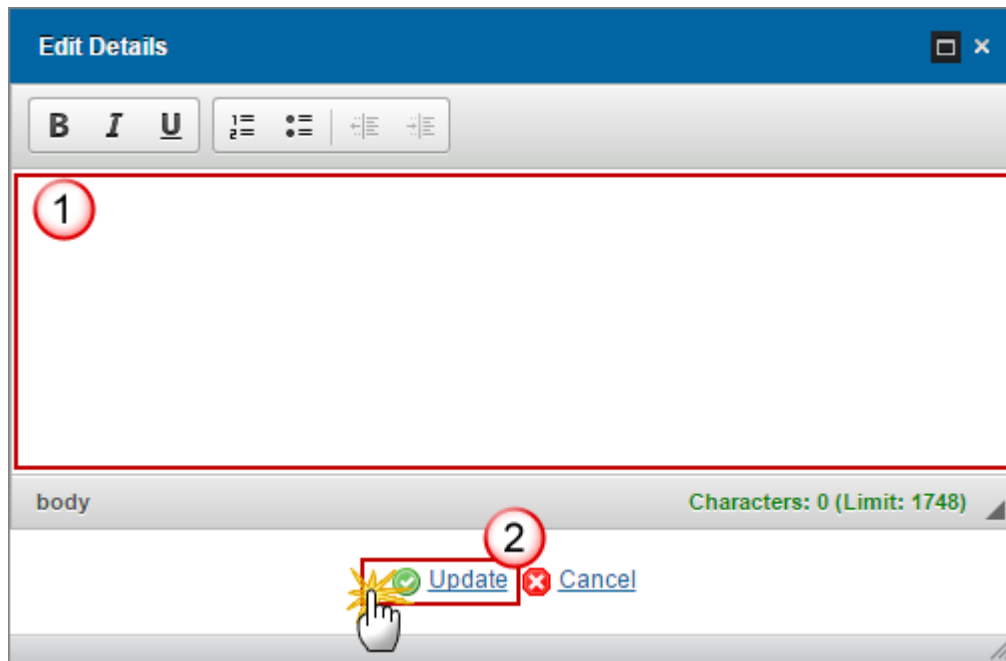 Edit Details
B I U
1
body Characters: 0 (Limit: 1748)
2
Update Cancel